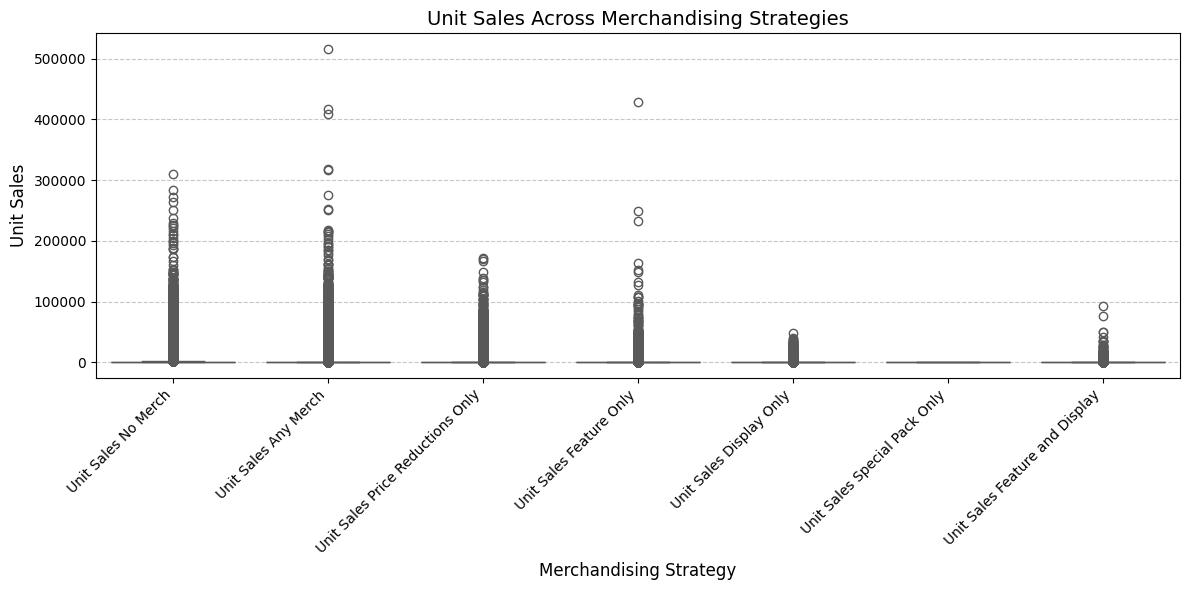 Unit Sales Across Merchandising Strategies
Unit Sales
500000
400000
300000
200000
100000
0
Unit Sales No Merch
Unit Sales Any Merch
Unit Sales Price Reductions Only
Unit Sales Feature Only
Unit Sales Display Only
Unit Sales Special Pack Only
Unit Sales Feature and Display
Merchandising Strategy